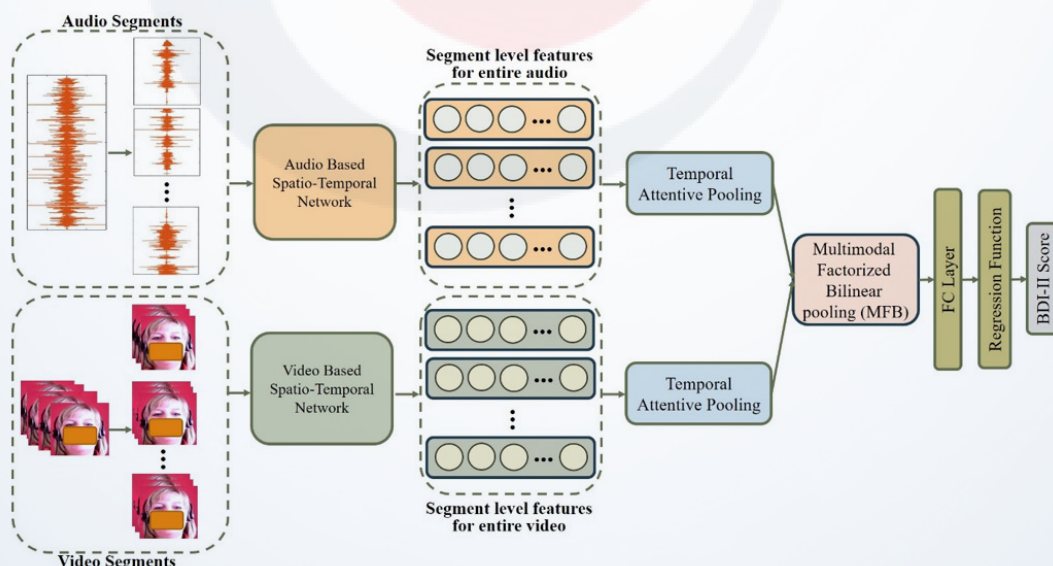 Audio Segments
Segment level features
for entire audio
Audio Based
Spatio-Temporal
Network
Temporal
Attentive Pooling
Multimodal
Factorized
Bilinear
pooling (MFB)
FC Layer
Regression Function
BDI-II Score
Video Based
Spatio-Temporal
Network
Temporal
Attentive Pooling
Segment level features
for entire video
Video Segments